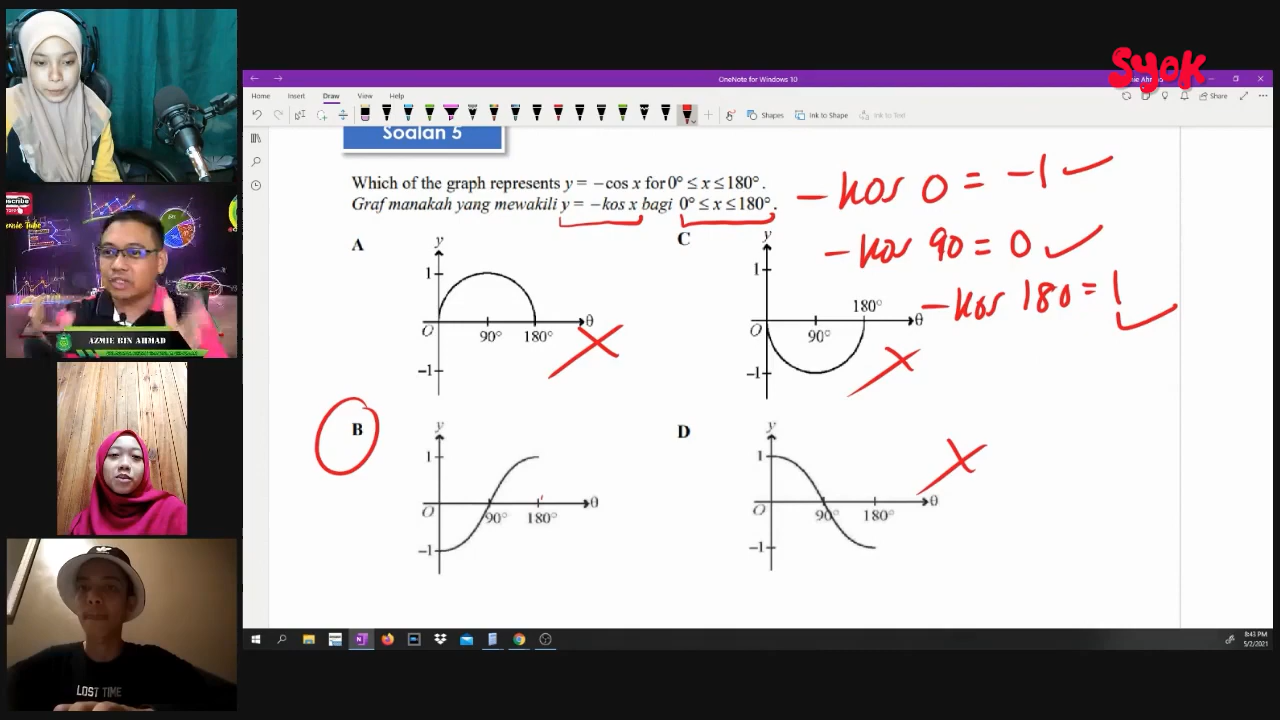 SYOK
OneNote for Windows 10
Home Insert Draw View Help
Share
Shapes Ink to Shape Ink to Text
Soalan 5
Which of the graph represents y = −cos x for 0° ≤ x ≤ 180°.
Graf manakah yang mewakili y = −kos x bagi 0° ≤ x ≤ 180°.
− kos 0 = −1
− kos 90 = 0
− kos 180 = 1
A
y
1
O
90°
180°
θ
−1
C
y
1
180°
O
90°
θ
−1
B
y
1
O
90°
180°
θ
−1
D
y
1
O
90°
180°
θ
−1
AZMIE BIN AHMAD
LOST TIME
8:43 PM
5/2/2021